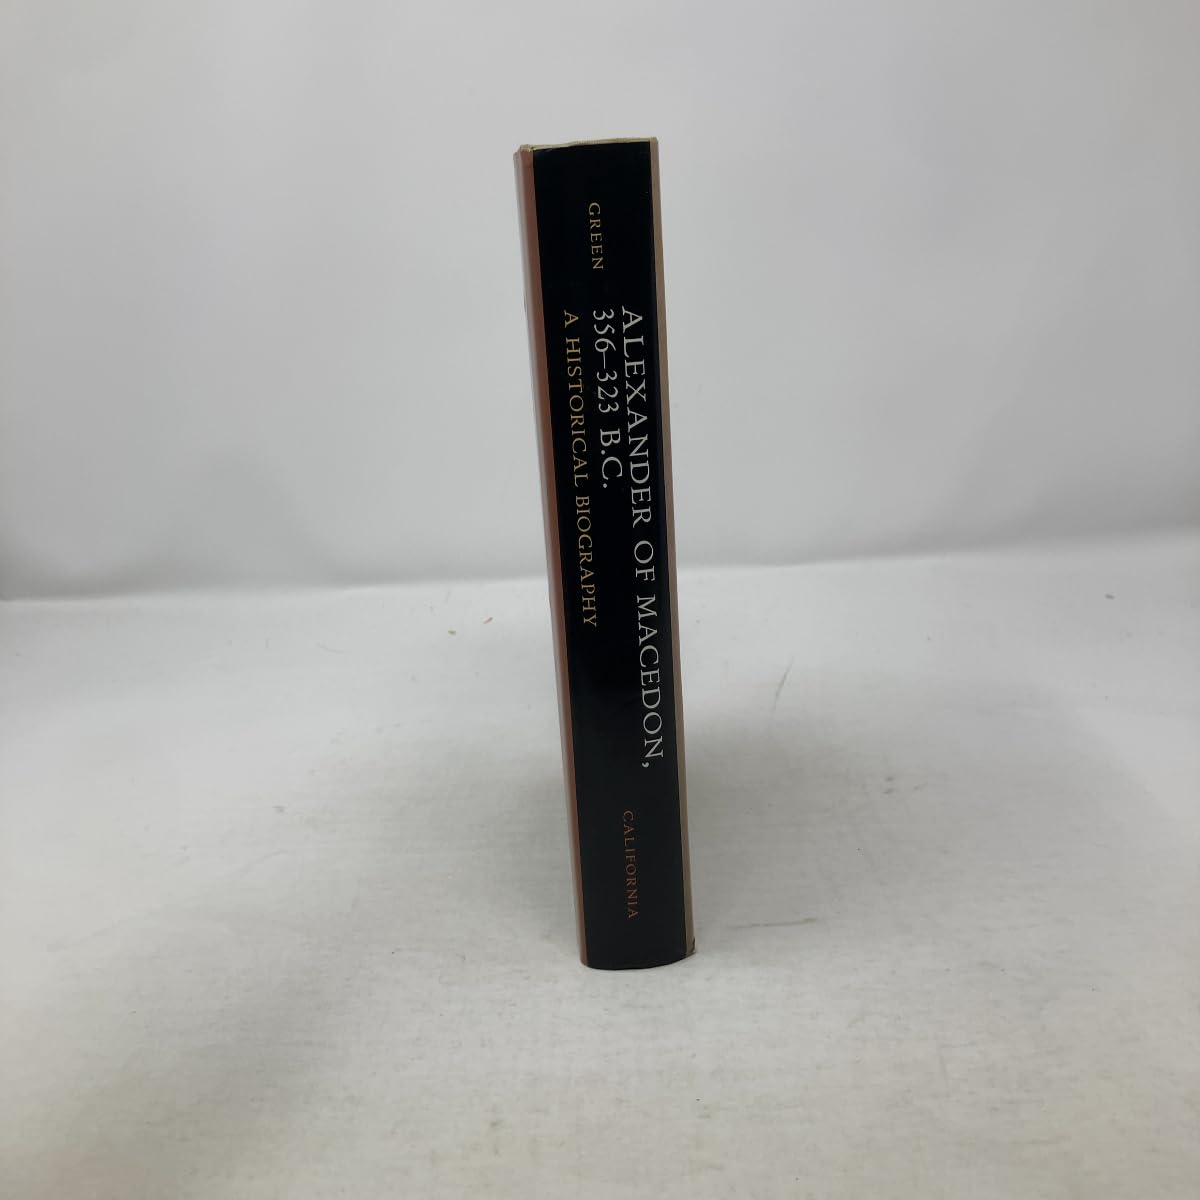 GREEN
ALEXANDER OF MACEDON,
356–323 B.C.
A HISTORICAL BIOGRAPHY
CALIFORNIA